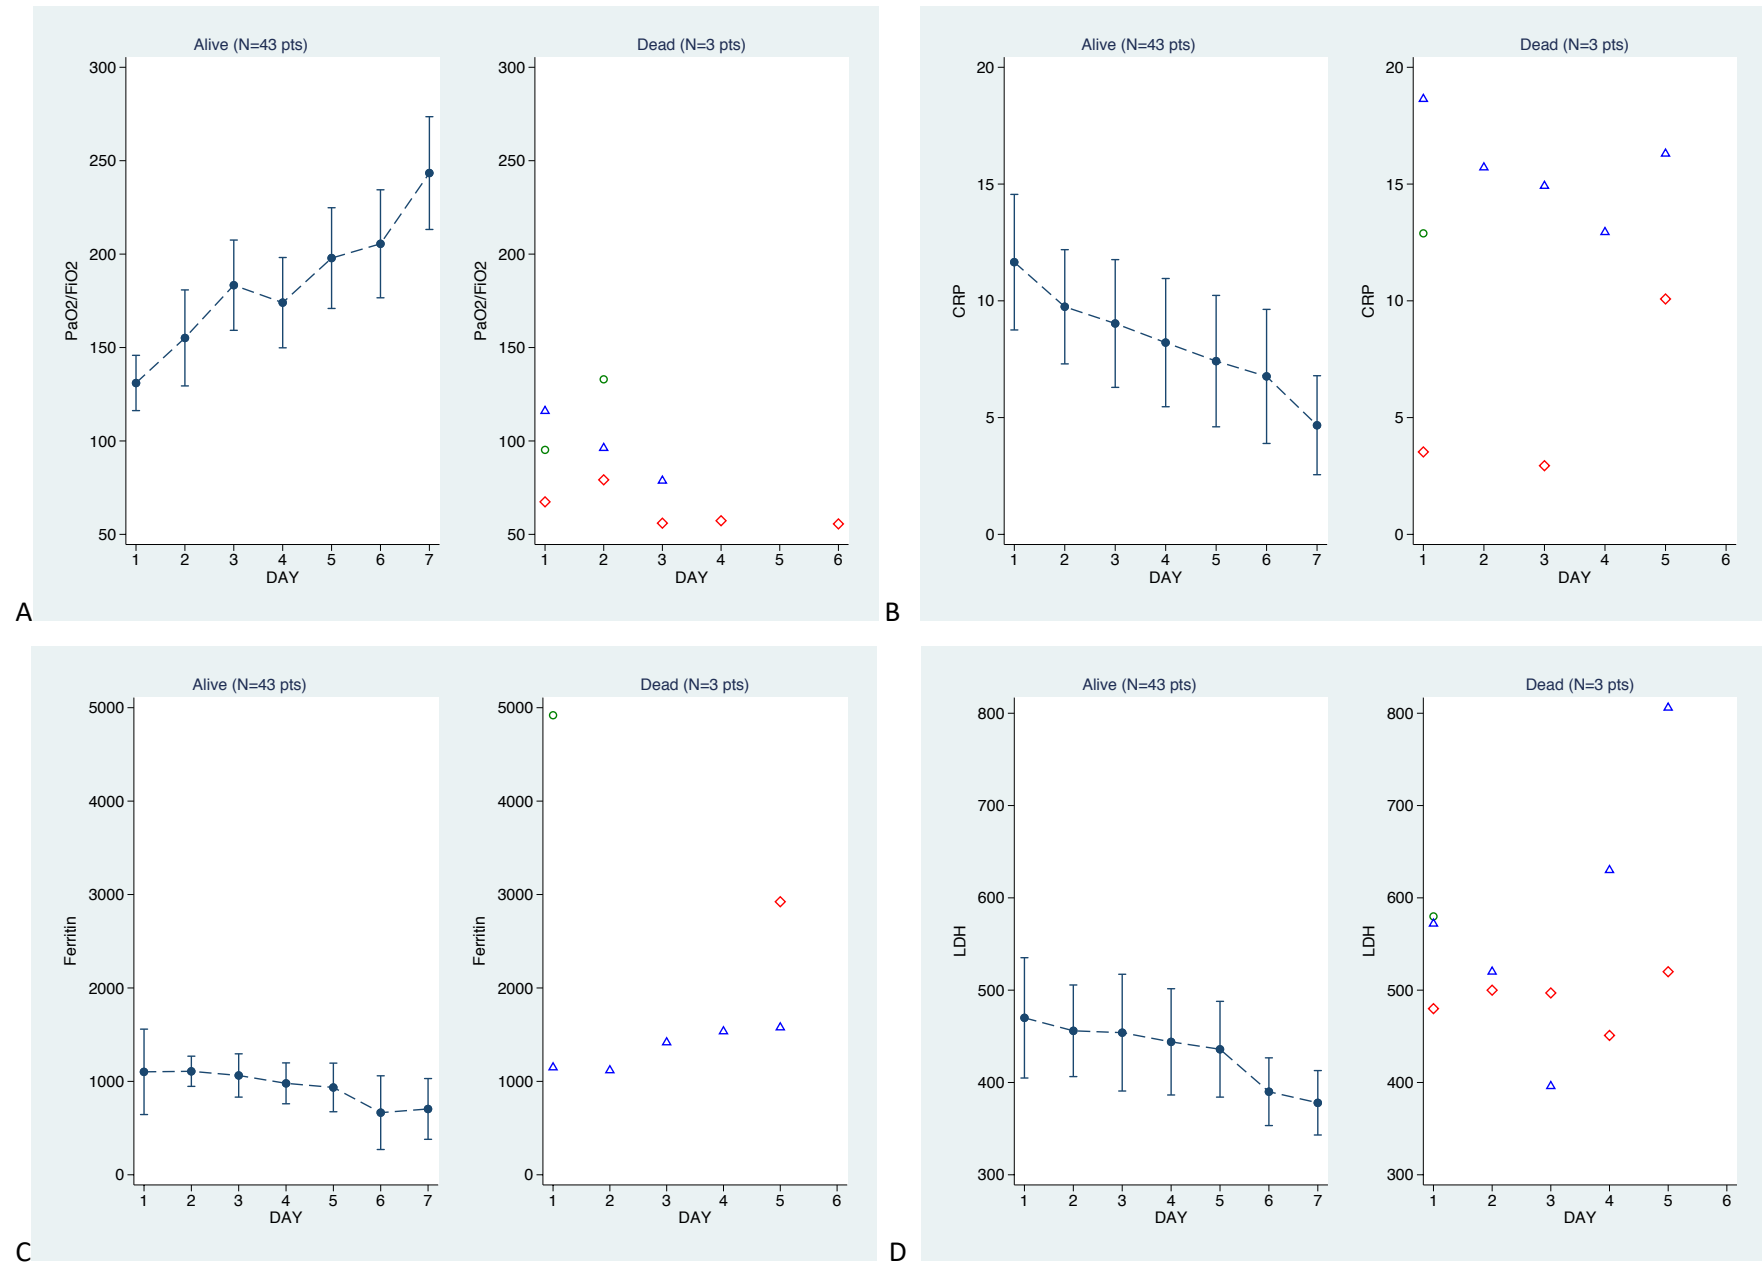 Alive (N=43 pts)
Dead (N=3 pts)
300
250
200
150
100
50
PaO2/FiO2
1 2 3 4 5 6 7
DAY
300
250
200
150
100
50
PaO2/FiO2
1 2 3 4 5 6
DAY
A
Alive (N=43 pts)
Dead (N=3 pts)
20
15
10
5
0
CRP
1 2 3 4 5 6 7
DAY
20
15
10
5
0
CRP
1 2 3 4 5 6
DAY
B
Alive (N=43 pts)
Dead (N=3 pts)
5000
4000
3000
2000
1000
0
Ferritin
1 2 3 4 5 6 7
DAY
5000
4000
3000
2000
1000
0
Ferritin
1 2 3 4 5 6
DAY
C
Alive (N=43 pts)
Dead (N=3 pts)
800
700
600
500
400
300
LDH
1 2 3 4 5 6 7
DAY
800
700
600
500
400
300
LDH
1 2 3 4 5 6
DAY
D